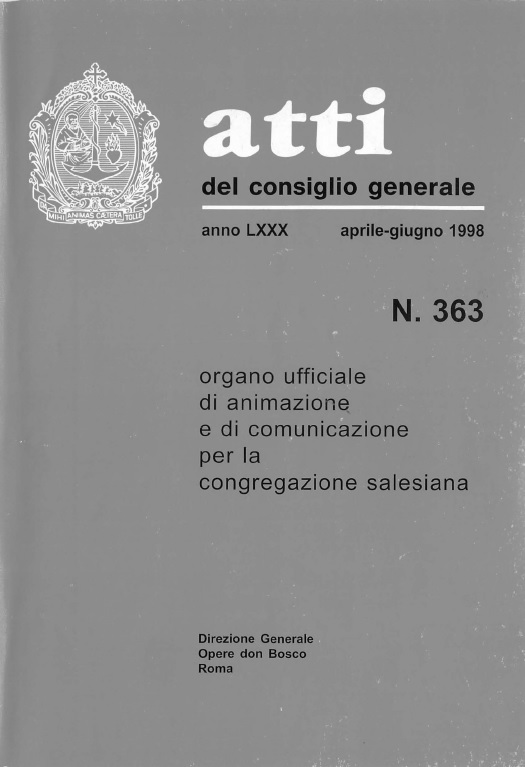 MIHI ANIMAS CÆTERA TOLLE
atti
del consiglio generale
anno LXXX aprile-giugno 1998
N. 363
organo ufficiale
di animazione
e di comunicazione
per la
congregazione salesiana
Direzione Generale
Opere don Bosco
Roma